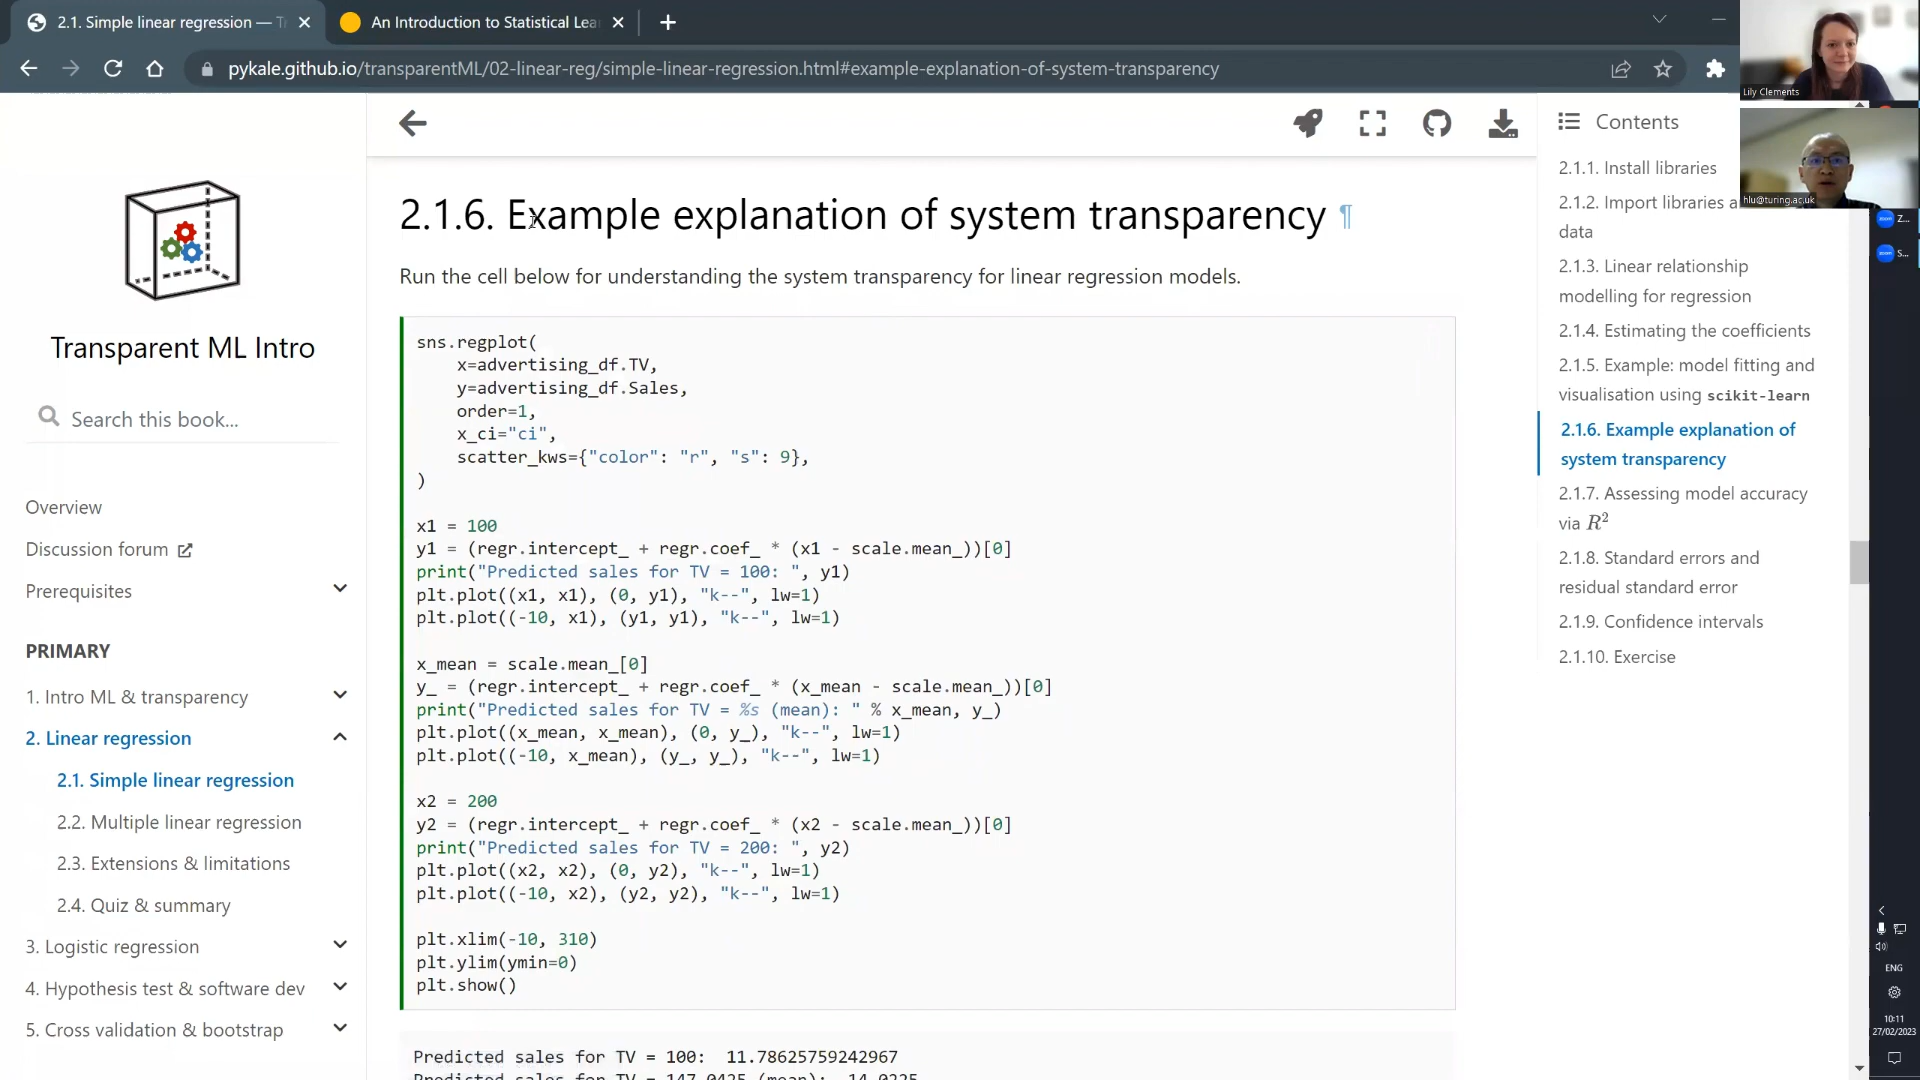 2.1. Simple linear regression — T
An Introduction to Statistical Lea
pykale.github.io/transparentML/02-linear-reg/simple-linear-regression.html#example-explanation-of-system-transparency
Lily Clements
hlu@turing.ac.uk
Z...
S...
Transparent ML Intro
Search this book...
Overview
Discussion forum
Prerequisites
PRIMARY
1. Intro ML & transparency
2. Linear regression
2.1. Simple linear regression
2.2. Multiple linear regression
2.3. Extensions & limitations
2.4. Quiz & summary
3. Logistic regression
4. Hypothesis test & software dev
5. Cross validation & bootstrap
2.1.6. Example explanation of system transparency ¶
Run the cell below for understanding the system transparency for linear regression models.
sns.regplot(
    x=advertising_df.TV,
    y=advertising_df.Sales,
    order=1,
    x_ci="ci",
    scatter_kws={"color": "r", "s": 9},
)
x1 = 100
y1 = (regr.intercept_ + regr.coef_ * (x1 - scale.mean_))[0]
print("Predicted sales for TV = 100: ", y1)
plt.plot((x1, x1), (0, y1), "k--", lw=1)
plt.plot((-10, x1), (y1, y1), "k--", lw=1)
x_mean = scale.mean_[0]
y_ = (regr.intercept_ + regr.coef_ * (x_mean - scale.mean_))[0]
print("Predicted sales for TV = %s (mean): " % x_mean, y_)
plt.plot((x_mean, x_mean), (0, y_), "k--", lw=1)
plt.plot((-10, x_mean), (y_, y_), "k--", lw=1)
x2 = 200
y2 = (regr.intercept_ + regr.coef_ * (x2 - scale.mean_))[0]
print("Predicted sales for TV = 200: ", y2)
plt.plot((x2, x2), (0, y2), "k--", lw=1)
plt.plot((-10, x2), (y2, y2), "k--", lw=1)
plt.xlim(-10, 310)
plt.ylim(ymin=0)
plt.show()
Predicted sales for TV = 100:  11.78625759242967
Predicted sales for TV = 147.0425 (mean):  14.0225
Contents
2.1.1. Install libraries
2.1.2. Import libraries a
data
2.1.3. Linear relationship
modelling for regression
2.1.4. Estimating the coefficients
2.1.5. Example: model fitting and
visualisation using scikit-learn
2.1.6. Example explanation of
system transparency
2.1.7. Assessing model accuracy
via R²
2.1.8. Standard errors and
residual standard error
2.1.9. Confidence intervals
2.1.10. Exercise
ENG
10:11
27/02/2023